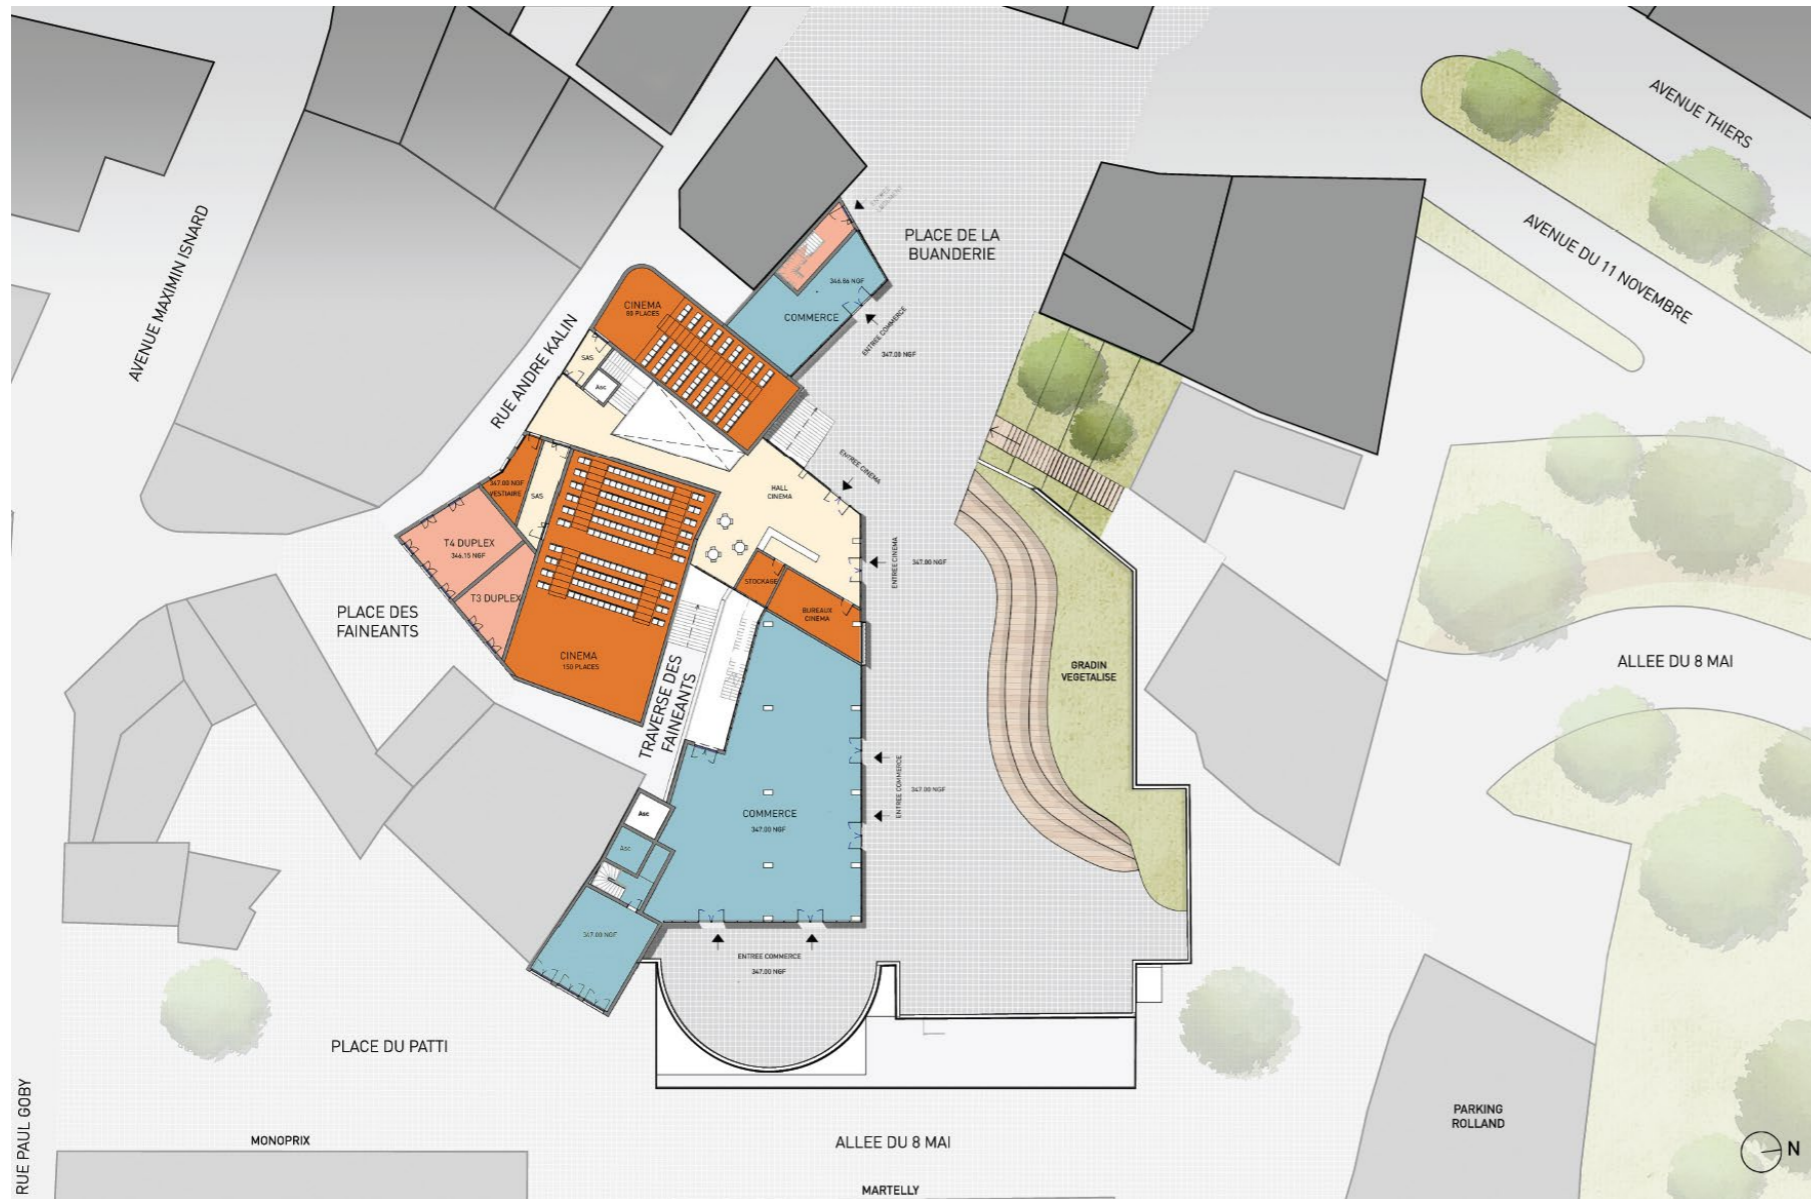 AVENUE THIERS
AVENUE MAXIMIN ISNARD
PLACE DE LA
BUANDERIE
AVENUE DU 11 NOVEMBRE
346.86 NGF
COMMERCE
ENTREE COMMERCE
347.00 NGF
CINEMA
PLACES
RUE ANDRE KALIN
SAS
Asc
ENTREE CINEMA
HALL
CINEMA
347.00 NGF
VESTIAIRE
SAS
T4 DUPLEX
346.15 NGF
ENTREE CINEMA
347.00 NGF
STOCKAGE
T3 DUPLEX
BUREAUX
CINEMA
PLACE DES
FAINEANTS
CINEMA
150 PLACES
TRAVERSE DES
FAINEANTS
GRADIN
VEGETALISE
ALLEE DU 8 MAI
ENTREE COMMERCE
347.00 NGF
COMMERCE
347.00 NGF
Asc
Asc
347.00 NGF
ENTREE COMMERCE
347.00 NGF
PLACE DU PATTI
RUE PAUL GOBY
MONOPRIX
ALLEE DU 8 MAI
MARTELLY
PARKING
ROLLAND
N